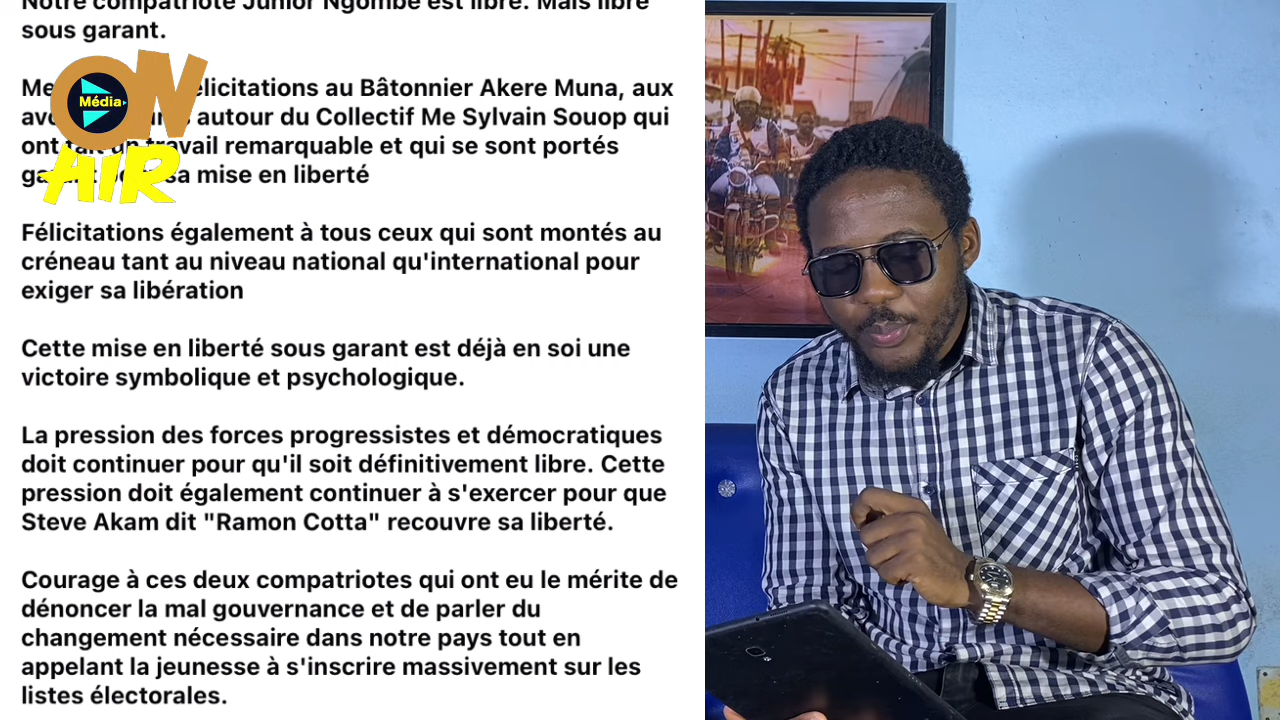 Notre compatriote Junior Ngombe est libre. Mais libre
sous garant.
félicitations au Bâtonnier Akere Muna, aux
autour du Collectif Me Sylvain Souop qui
ont fait un travail remarquable et qui se sont portés
sa mise en liberté
ON
Média
AIR
Félicitations également à tous ceux qui sont montés au
créneau tant au niveau national qu'international pour
exiger sa libération
Cette mise en liberté sous garant est déjà en soi une
victoire symbolique et psychologique.
La pression des forces progressistes et démocratiques
doit continuer pour qu'il soit définitivement libre. Cette
pression doit également continuer à s'exercer pour que
Steve Akam dit "Ramon Cotta" recouvre sa liberté.
Courage à ces deux compatriotes qui ont eu le mérite de
dénoncer la mal gouvernance et de parler du
changement nécessaire dans notre pays tout en
appelant la jeunesse à s'inscrire massivement sur les
listes électorales.